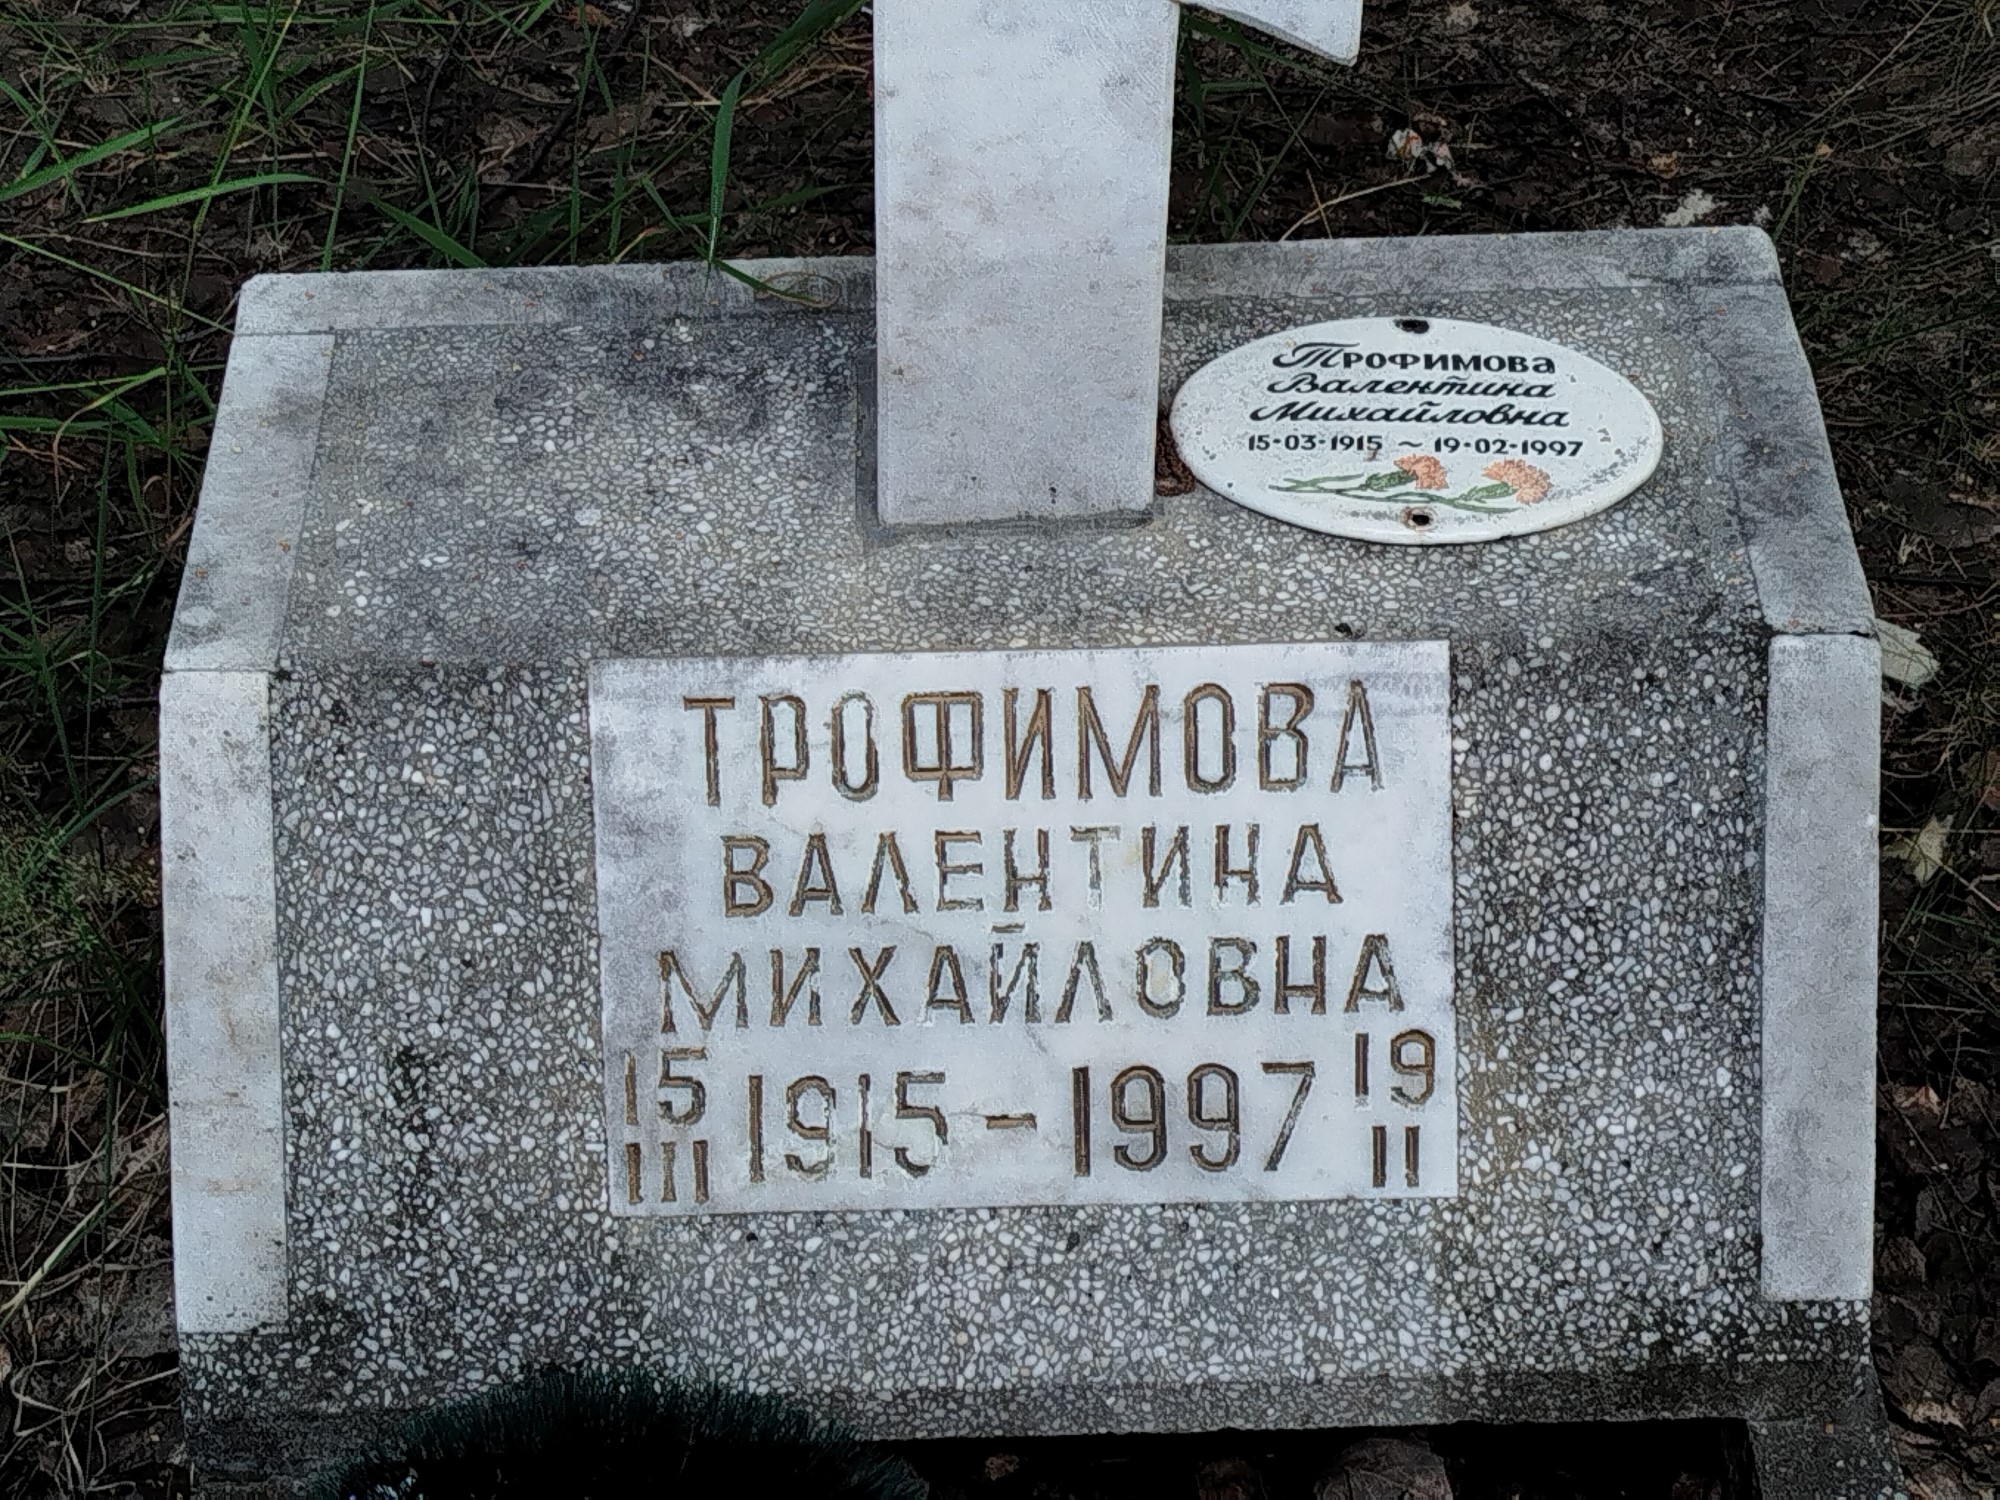 Трофимова
Валентина
Михайловна
15·03·1915 ~ 19·02·1997
ТРОФИМОВА
ВАЛЕНТИНА
МИХАЙЛОВНА
15 III 1915 – 1997 19 II